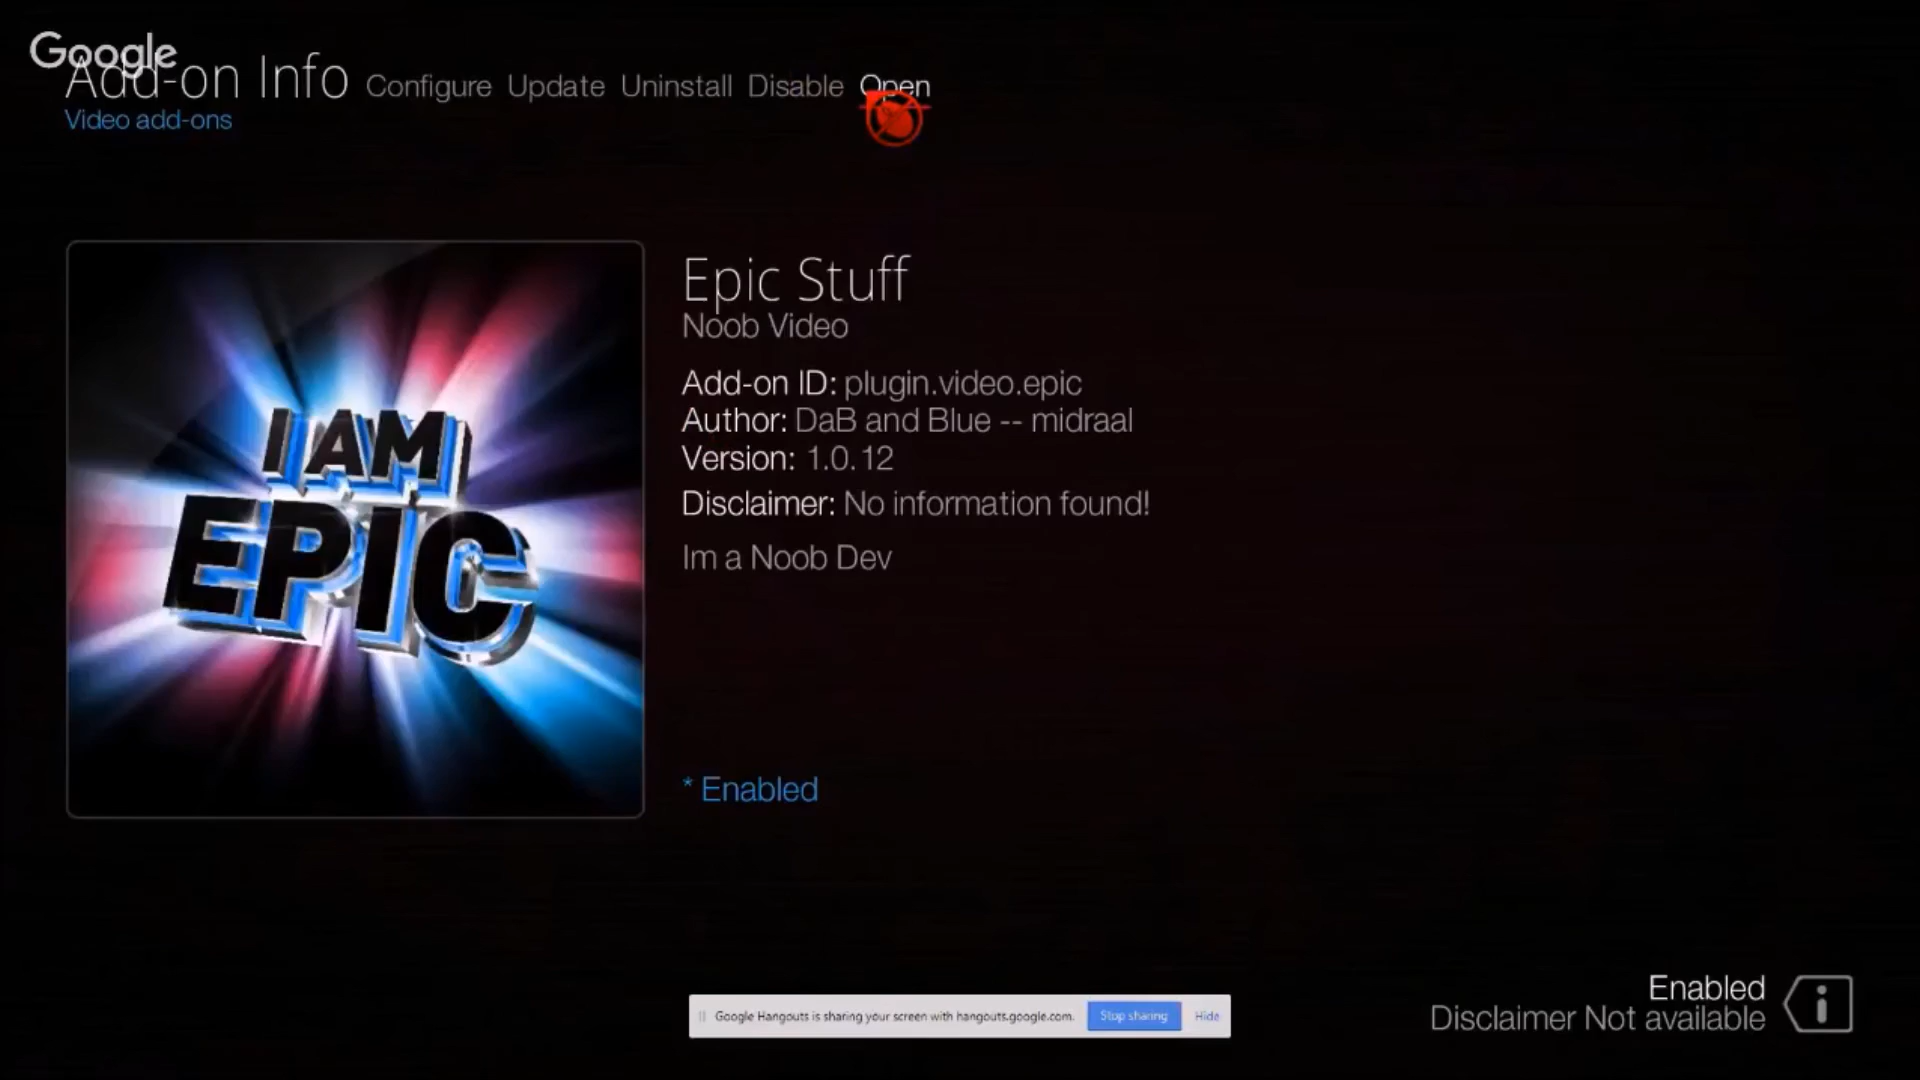 Google
Add-on Info Configure Update Uninstall Disable Open
Video add-ons
I AM
EPIC
Epic Stuff
Noob Video
Add-on ID: plugin.video.epic
Author: DaB and Blue -- midraal
Version: 1.0.12
Disclaimer: No information found!
Im a Noob Dev
* Enabled
Google Hangouts is sharing your screen with hangouts.google.com. Stop sharing Hide
Enabled
Disclaimer Not available